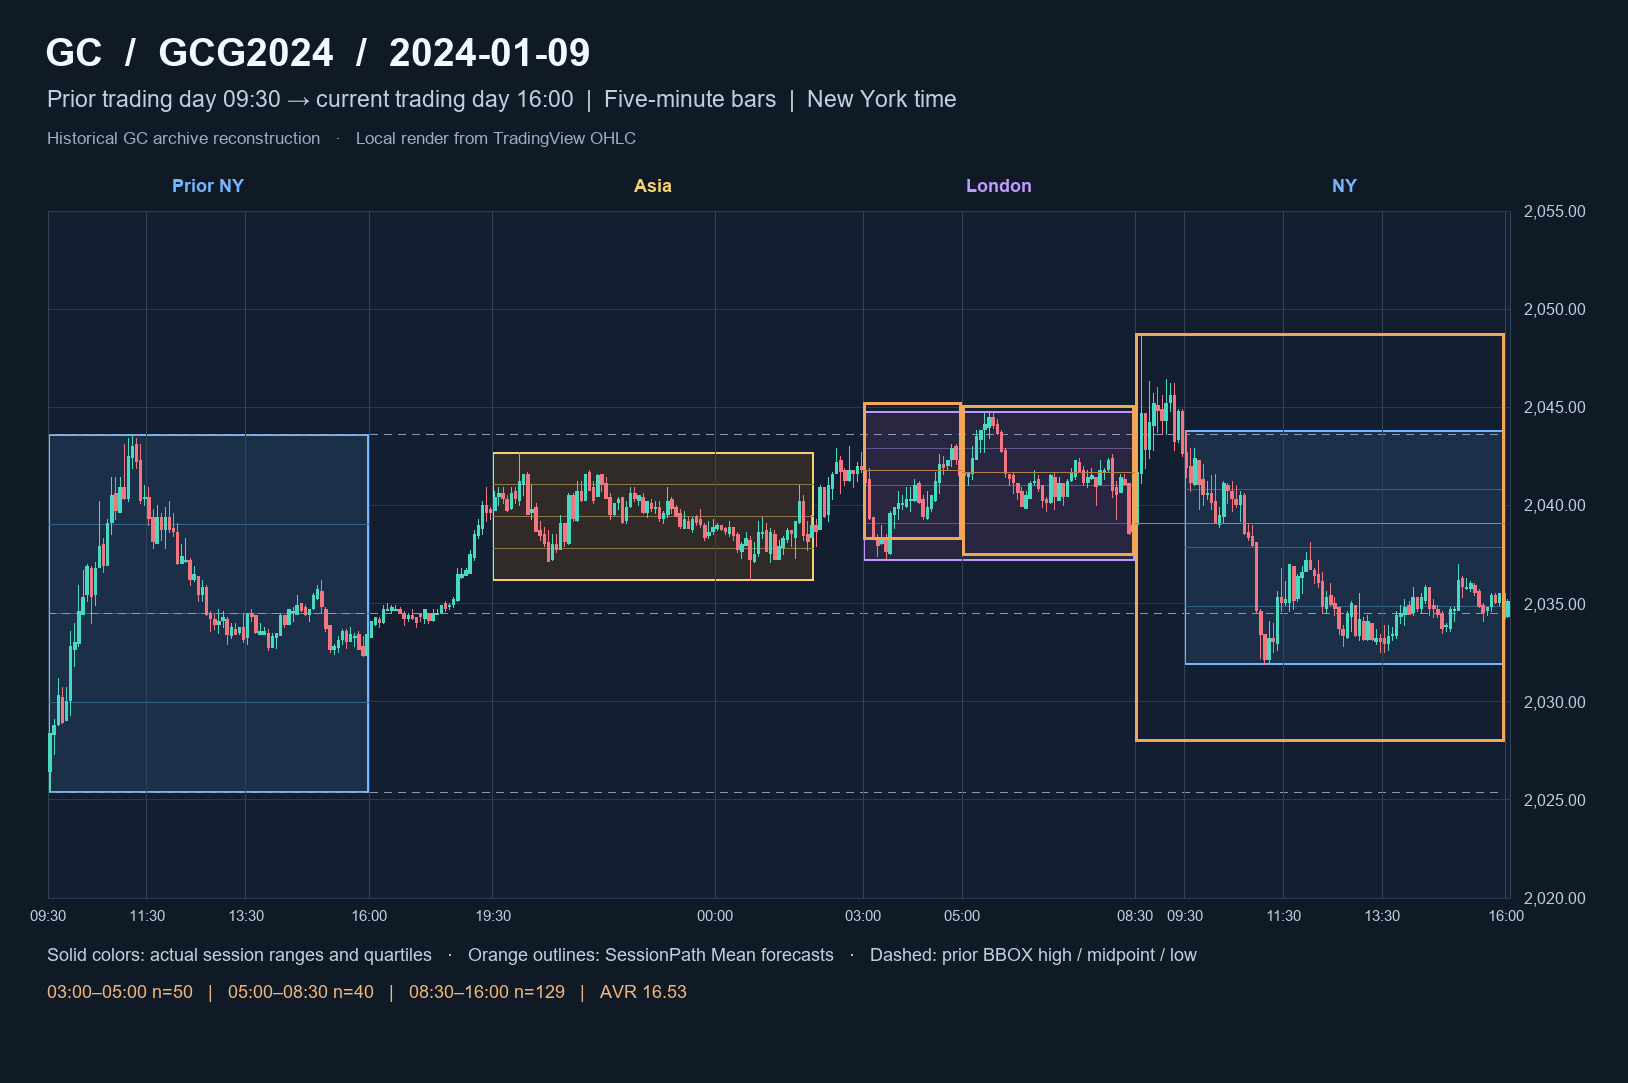 GC / GCG2024 / 2024-01-09
Prior trading day 09:30 → current trading day 16:00 | Five-minute bars | New York time
Historical GC archive reconstruction · Local render from TradingView OHLC
Prior NY Asia London NY
2,055.00
2,050.00
2,045.00
2,040.00
2,035.00
2,030.00
2,025.00
2,020.00
09:30 11:30 13:30 16:00 19:30 00:00 03:00 05:00 08:30 09:30 11:30 13:30 16:00
Solid colors: actual session ranges and quartiles · Orange outlines: SessionPath Mean forecasts · Dashed: prior BBOX high / midpoint / low
03:00–05:00 n=50 | 05:00–08:30 n=40 | 08:30–16:00 n=129 | AVR 16.53